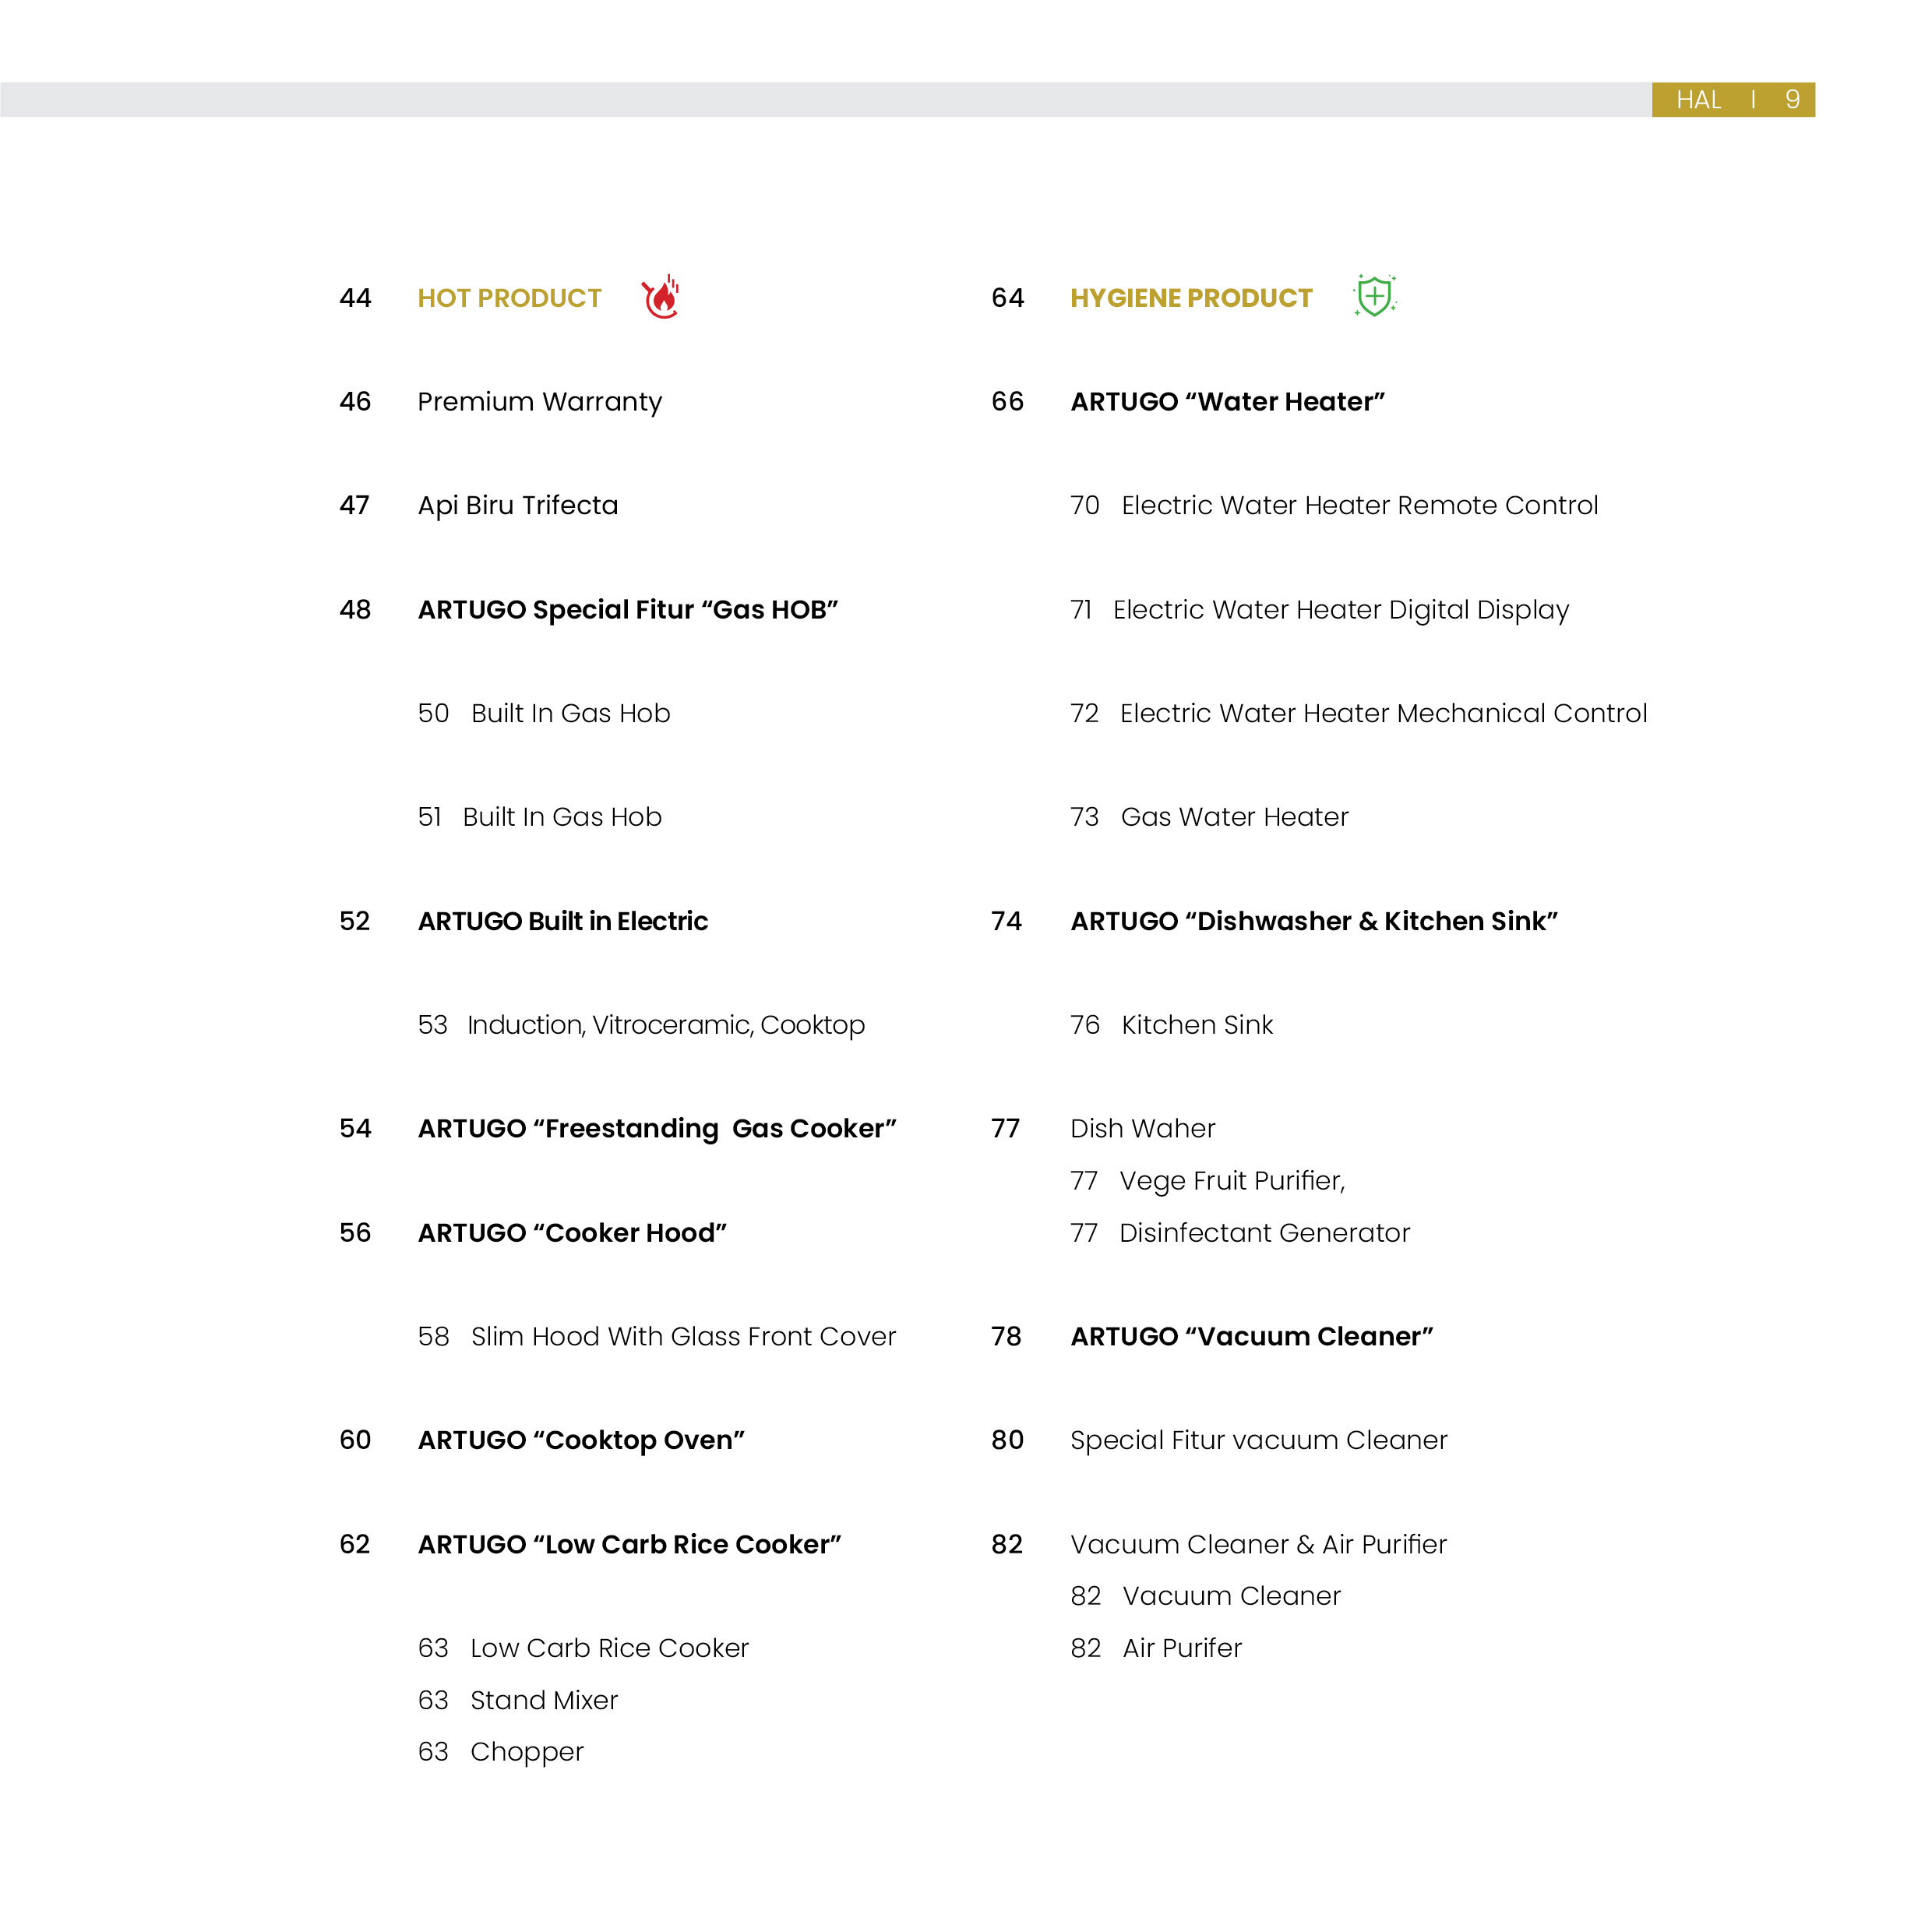 HAL I 9
44 HOT PRODUCT
46 Premium Warranty
47 Api Biru Trifecta
48 ARTUGO Special Fitur “Gas HOB”
50 Built In Gas Hob
51 Built In Gas Hob
52 ARTUGO Built in Electric
53 Induction, Vitroceramic, Cooktop
54 ARTUGO “Freestanding Gas Cooker”
56 ARTUGO “Cooker Hood”
58 Slim Hood With Glass Front Cover
60 ARTUGO “Cooktop Oven”
62 ARTUGO “Low Carb Rice Cooker”
63 Low Carb Rice Cooker
63 Stand Mixer
63 Chopper
64 HYGIENE PRODUCT
66 ARTUGO “Water Heater”
70 Electric Water Heater Remote Control
71 Electric Water Heater Digital Display
72 Electric Water Heater Mechanical Control
73 Gas Water Heater
74 ARTUGO “Dishwasher & Kitchen Sink”
76 Kitchen Sink
77 Dish Waher
77 Vege Fruit Purifier,
77 Disinfectant Generator
78 ARTUGO “Vacuum Cleaner”
80 Special Fitur vacuum Cleaner
82 Vacuum Cleaner & Air Purifier
82 Vacuum Cleaner
82 Air Purifer